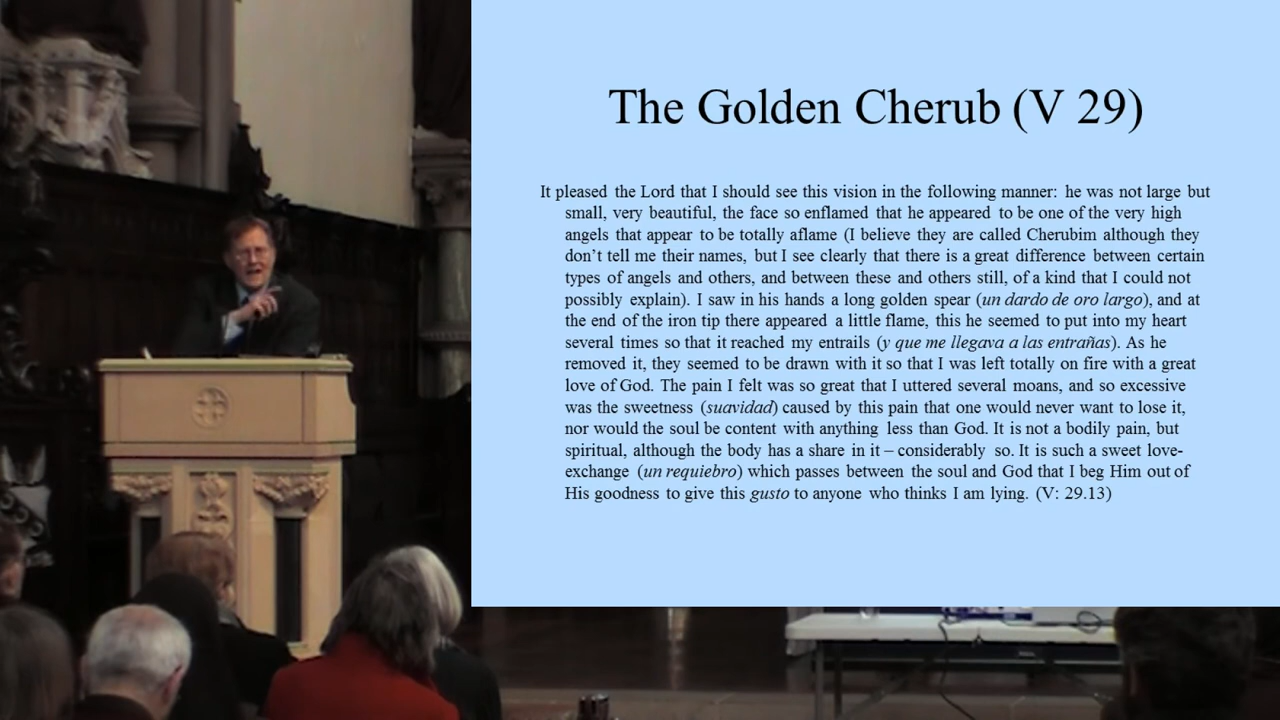 The Golden Cherub (V 29)
It pleased the Lord that I should see this vision in the following manner: he was not large but
small, very beautiful, the face so enflamed that he appeared to be one of the very high
angels that appear to be totally aflame (I believe they are called Cherubim although they
don't tell me their names, but I see clearly that there is a great difference between certain
types of angels and others, and between these and others still, of a kind that I could not
possibly explain). I saw in his hands a long golden spear (un dardo de oro largo), and at
the end of the iron tip there appeared a little flame, this he seemed to put into my heart
several times so that it reached my entrails (y que me llegava a las entrañas). As he
removed it, they seemed to be drawn with it so that I was left totally on fire with a great
love of God. The pain I felt was so great that I uttered several moans, and so excessive
was the sweetness (suavidad) caused by this pain that one would never want to lose it,
nor would the soul be content with anything less than God. It is not a bodily pain, but
spiritual, although the body has a share in it – considerably so. It is such a sweet love-
exchange (un requiebro) which passes between the soul and God that I beg Him out of
His goodness to give this gusto to anyone who thinks I am lying. (V: 29.13)